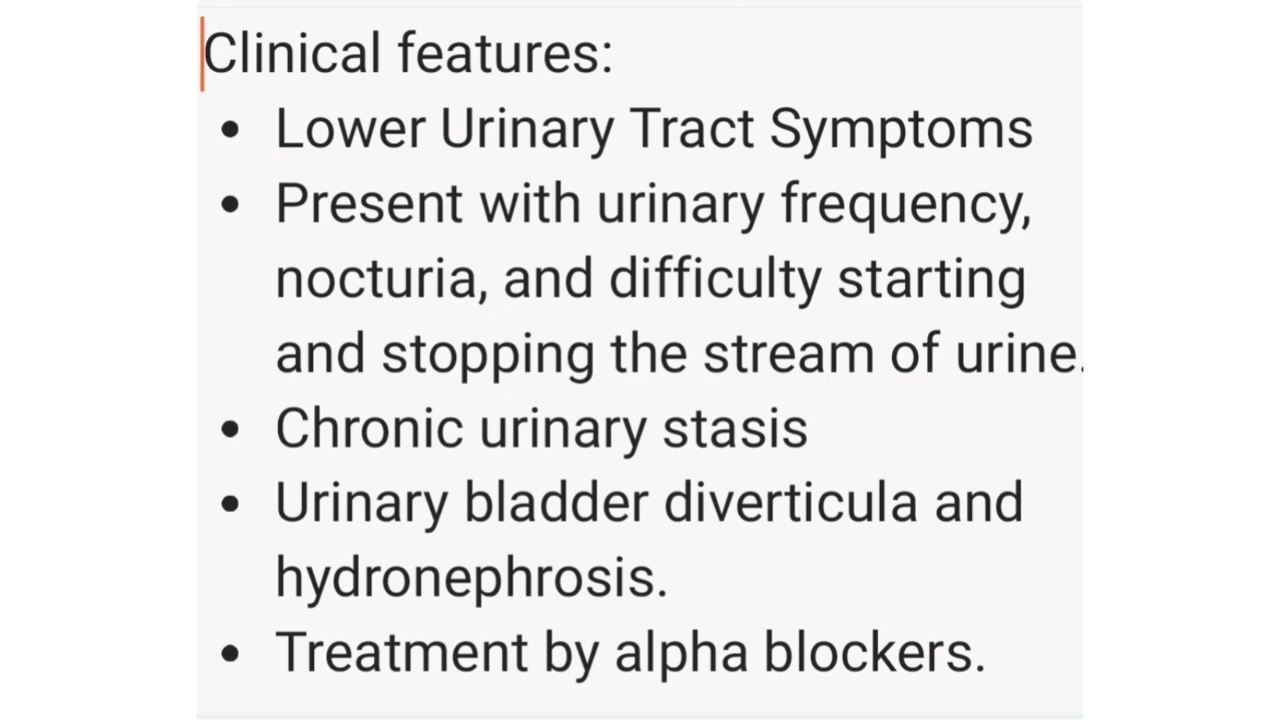 Clinical features:
• Lower Urinary Tract Symptoms
• Present with urinary frequency,
nocturia, and difficulty starting
and stopping the stream of urine.
• Chronic urinary stasis
• Urinary bladder diverticula and
hydronephrosis.
• Treatment by alpha blockers.